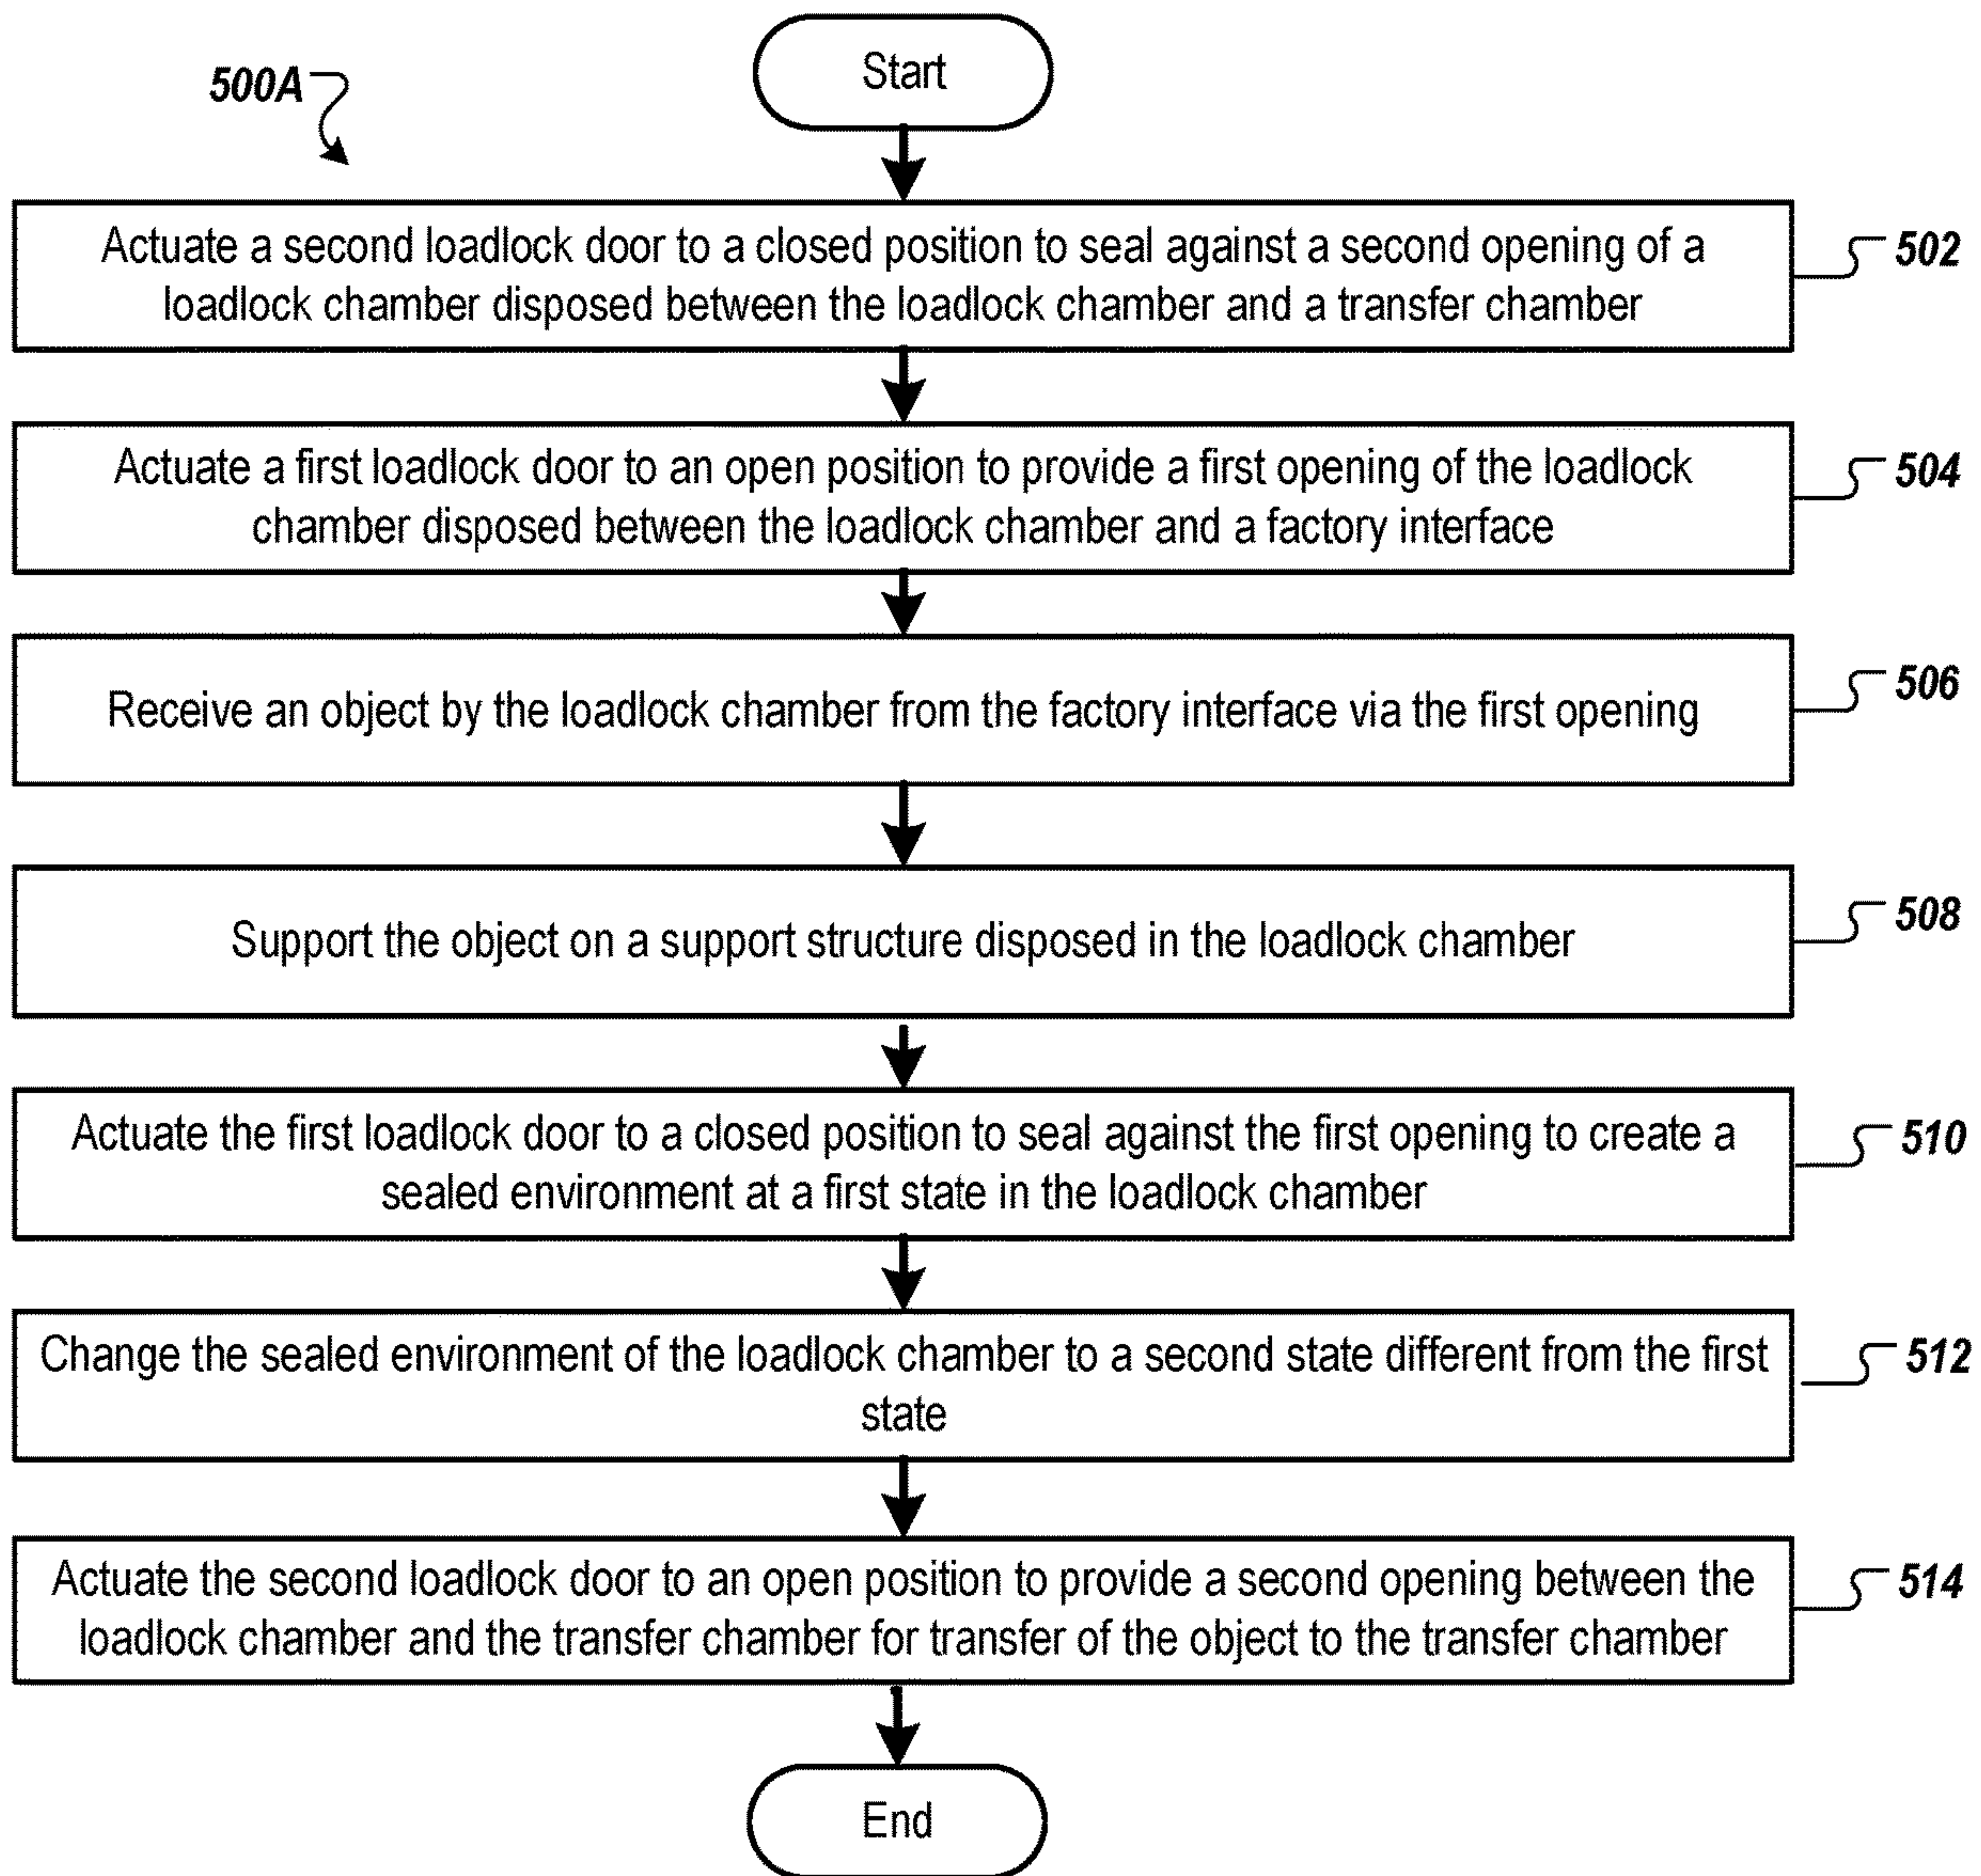 500A
Start
Actuate a second loadlock door to a closed position to seal against a second opening of a
loadlock chamber disposed between the loadlock chamber and a transfer chamber
502
Actuate a first loadlock door to an open position to provide a first opening of the loadlock
chamber disposed between the loadlock chamber and a factory interface
504
Receive an object by the loadlock chamber from the factory interface via the first opening
506
Support the object on a support structure disposed in the loadlock chamber
508
Actuate the first loadlock door to a closed position to seal against the first opening to create a
sealed environment at a first state in the loadlock chamber
510
Change the sealed environment of the loadlock chamber to a second state different from the first
state
512
Actuate the second loadlock door to an open position to provide a second opening between the
loadlock chamber and the transfer chamber for transfer of the object to the transfer chamber
514
End